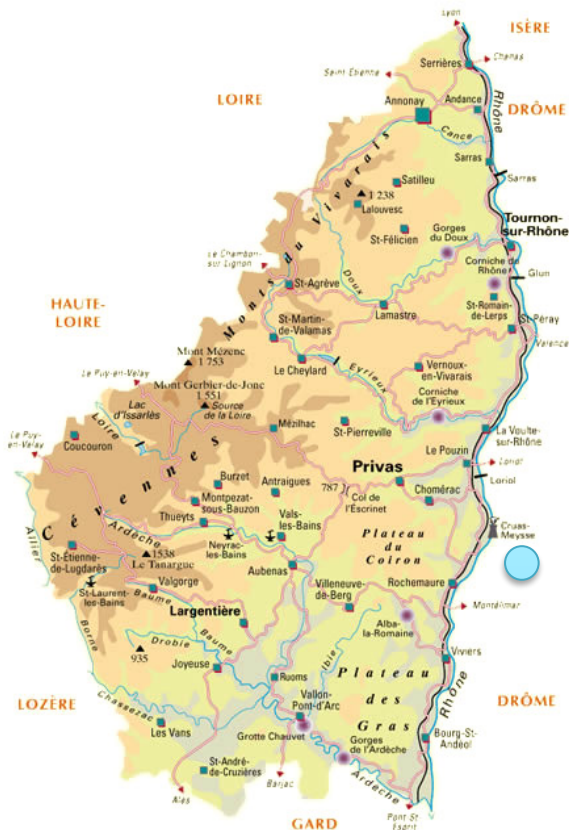 Lyon
ISÈRE
Serrières
Chanas
Saint-Etienne
LOIRE
Annonay
Andance
Rhône
DRÔME
Cance
Sarras
Sarras
Satilleu
1 238
Lalouvesc
Monts du Vivarais
St-Félicien
Gorges
du Doux
Tournon-
sur-Rhône
Le Chambon-
sur-Lignon
Corniche du
Rhône
Glun
St-Agrève
Doux
St-Romain-
de-Lerps
HAUTE-
LOIRE
Lamastre
St-Péray
Valence
St-Martin-
de-Valamas
Mont Mézenc
1 753
Le Cheylard
Eyrieux
Vernoux-
en-Vivarais
Le Puy-en-Velay
Mont Gerbier-de-Jonc
1 551
Corniche
de l'Eyrieux
Lac
d'Issarlès
Source
de la Loire
Loire
Mézilhac
St-Pierreville
La Voulte-
sur-Rhône
Le Puy-
en-Velay
Coucouron
Le Pouzin
Loriol
Loriol
Privas
Burzet
Antraigues
787
Col de
l'Escrinet
Chomérac
Cévennes
Montpezat-
sous-Bauzon
Vals-
les-Bains
Thueyts
Ardèche
Neyrac-
les-Bains
Plateau
du
Coiron
Cruas-
Meysse
Allier
St-Étienne-
de-Lugdarès
1538
Le Tanargue
Aubenas
St-Laurent-
les-Bains
Valgorge
Villeneuve-
de-Berg
Rochemaure
Baume
Largentière
Montélimar
Borne
Alba-
la-Romaine
Drobie
Baume
Ibie
935
Joyeuse
Viviers
Plateau
des
Gras
LOZÈRE
Ruoms
Chassezac
Vallon-
Pont-d'Arc
Rhône
DRÔME
Les Vans
Grotte Chauvet
Gorges
de l'Ardèche
Bourg-St-
Andéol
St-André-
de-Cruzières
Barjac
Ardèche
Alès
Pont-St
Esprit
GARD